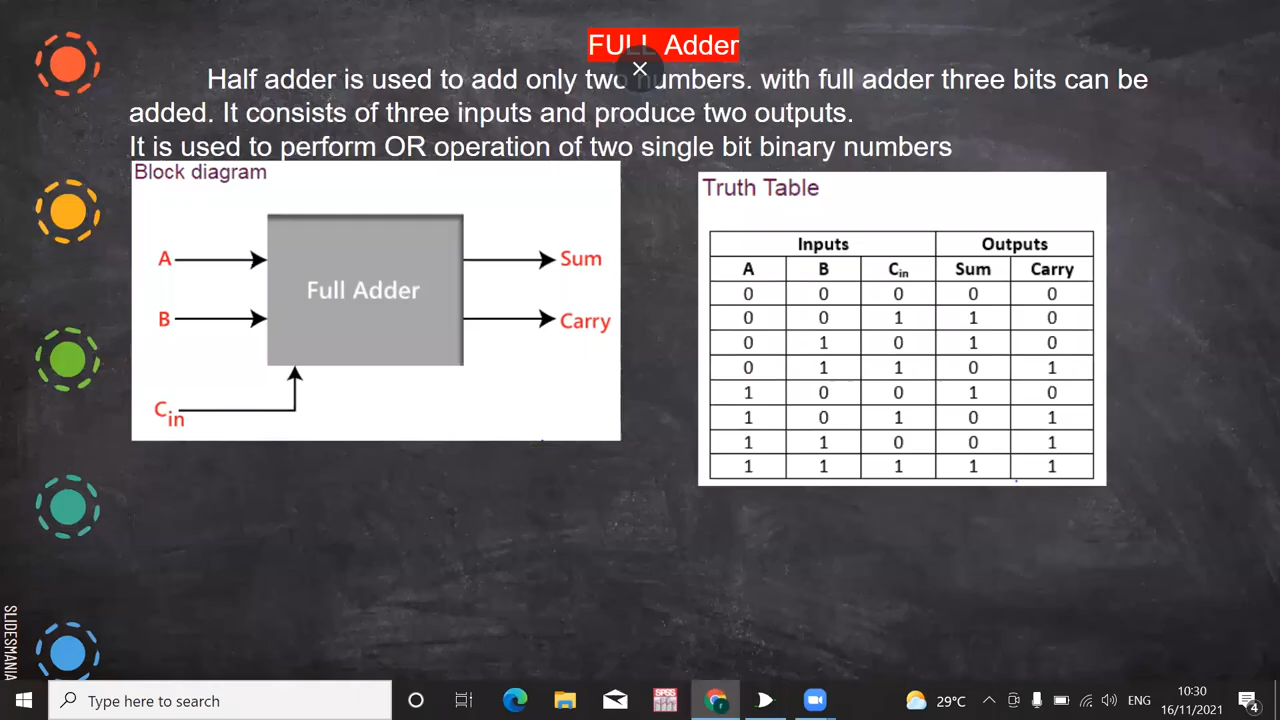 FULL Adder
Half adder is used to add only two numbers. with full adder three bits can be
added. It consists of three inputs and produce two outputs.
It is used to perform OR operation of two single bit binary numbers
Block diagram
A
B
C in
Full Adder
Sum
Carry
Truth Table
Inputs Outputs
A B Cin Sum Carry
0 0 0 0 0
0 0 1 1 0
0 1 0 1 0
0 1 1 0 1
1 0 0 1 0
1 0 1 0 1
1 1 0 0 1
1 1 1 1 1
SLIDESMANIA
Type here to search
SPSS
29°C
ENG
10:30
16/11/2021
4